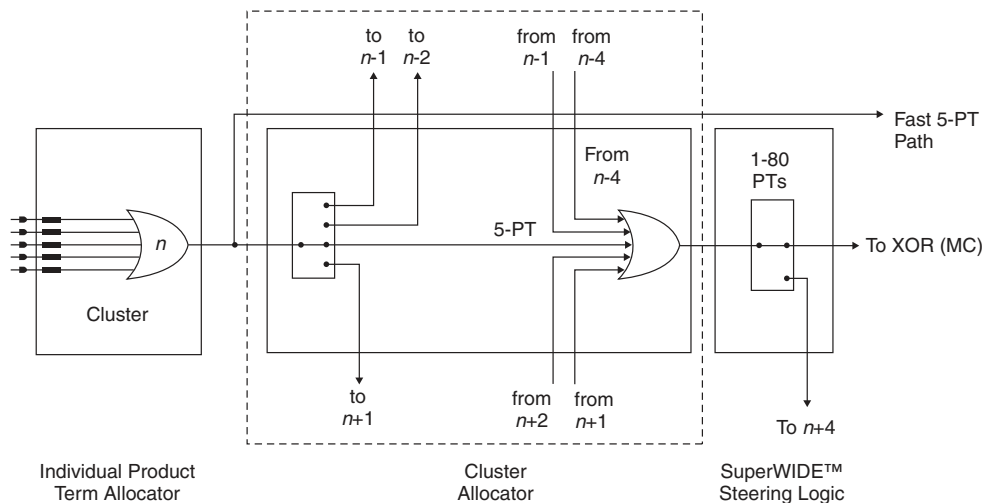 to
n-1
to
n-2
from
n-1
from
n-4
Fast 5-PT
Path
From
n-4
1-80
PTs
n
5-PT
To XOR (MC)
Cluster
to
n+1
from
n+2
from
n+1
To n+4
Individual Product
Term Allocator
Cluster
Allocator
SuperWIDE™
Steering Logic